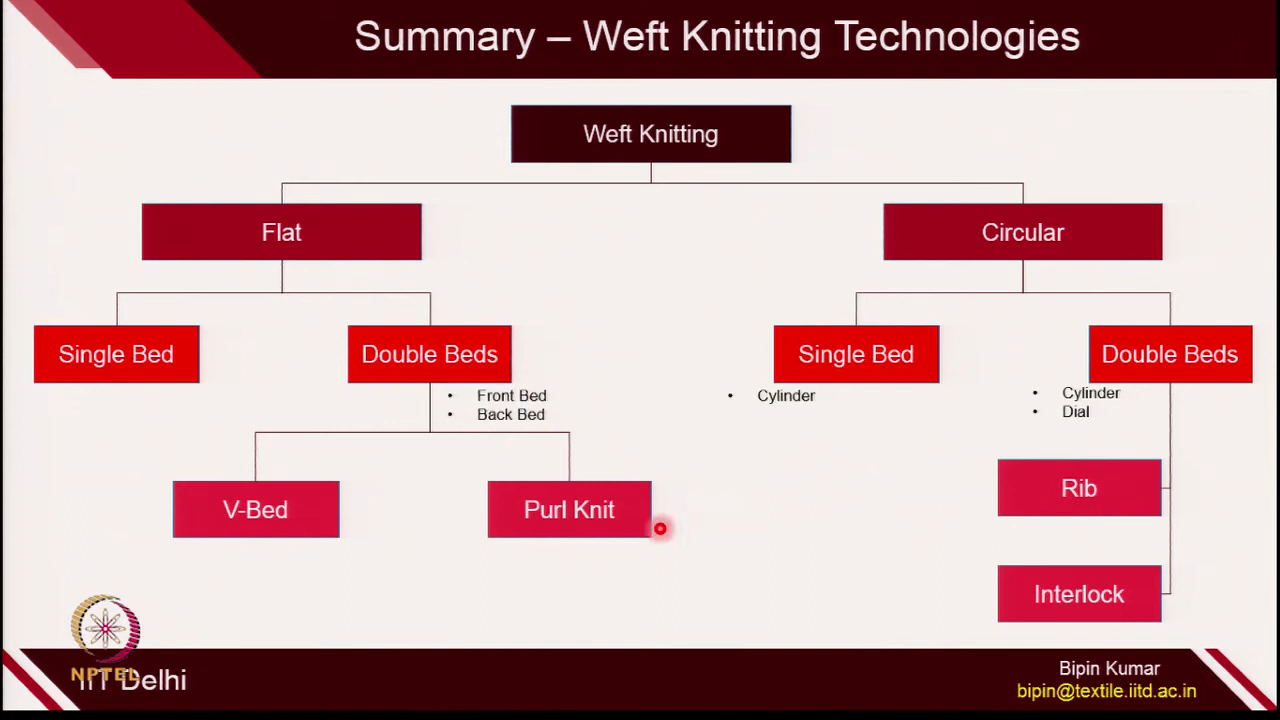 Summary – Weft Knitting Technologies
Weft Knitting
Flat
Circular
Single Bed
Double Beds
Single Bed
Double Beds
• Front Bed
• Back Bed
• Cylinder
• Cylinder
• Dial
V-Bed
Purl Knit
Rib
Interlock
NPTEL
IIT Delhi
Bipin Kumar
bipin@textile.iitd.ac.in